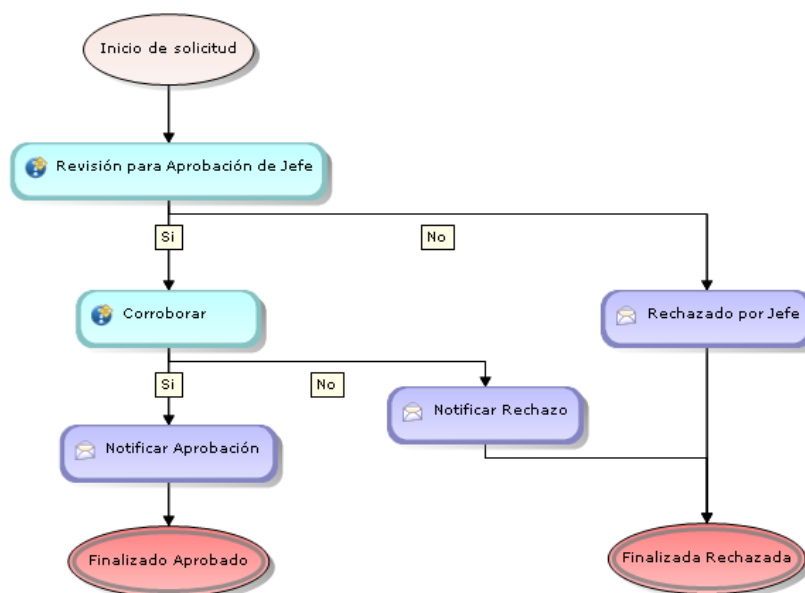 Inicio de solicitud
Revisión para Aprobación de Jefe
Si
No
Corroborar
Rechazado por Jefe
Si
No
Notificar Rechazo
Notificar Aprobación
Finalizado Aprobado
Finalizada Rechazada